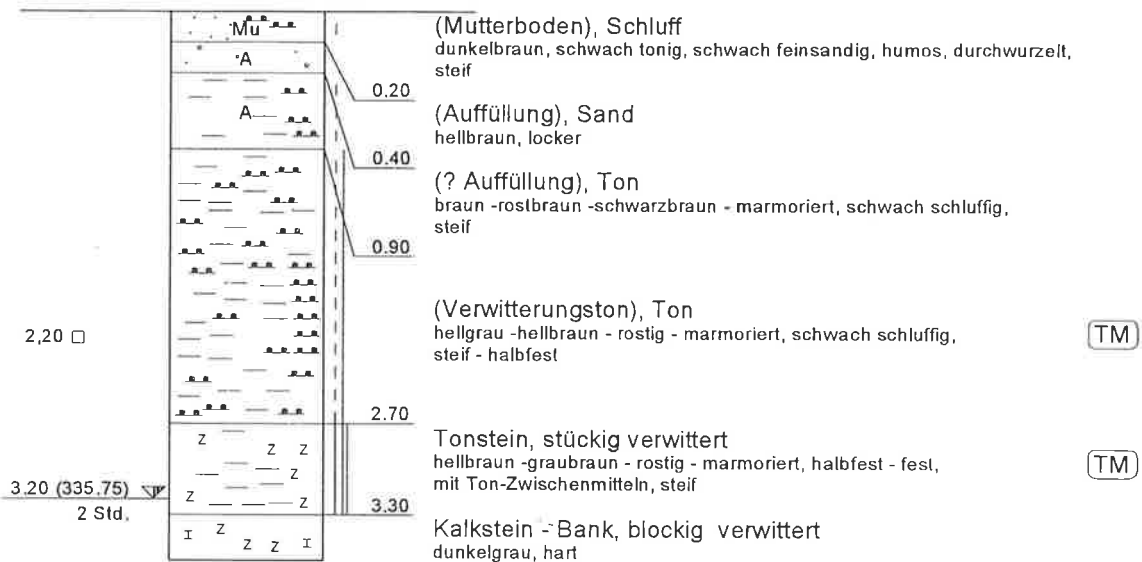 Mu
(Mutterboden), Schluff
dunkelbraun, schwach tonig, schwach feinsandig, humos, durchwurzelt,
steif
A
0.20
A
(Auffüllung), Sand
hellbraun, locker
0.40
(? Auffüllung), Ton
braun -rostbraun -schwarzbraun - marmoriert, schwach schluffig,
steif
0.90
(Verwitterungston), Ton
hellgrau -hellbraun - rostig - marmoriert, schwach schluffig,
steif - halbfest
2,20
TM
2.70
Tonstein, stückig verwittert
hellbraun -graubraun - rostig - marmoriert, halbfest - fest,
mit Ton-Zwischenmitteln, steif
TM
Z
Z Z
Z
3.20 (335.75)
Z Z
2 Std.
3.30
Kalkstein - Bank, blockig verwittert
dunkelgrau, hart
I Z Z Z I